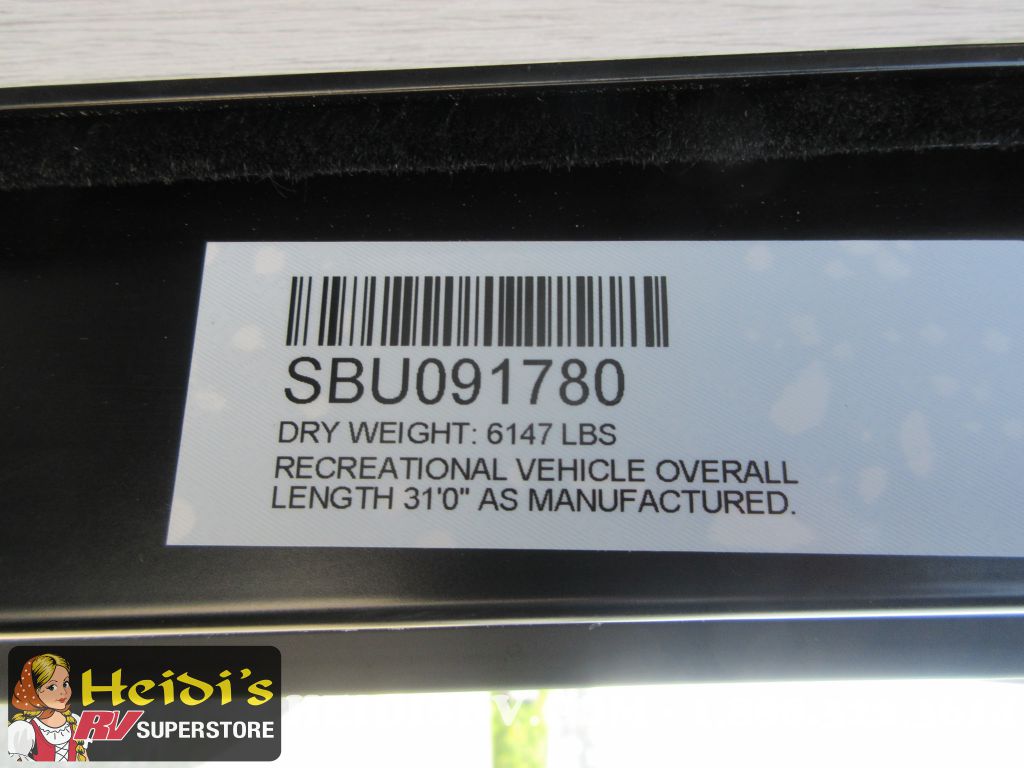 SBU091780
DRY WEIGHT: 6147 LBS
RECREATIONAL VEHICLE OVERALL
LENGTH 31'0" AS MANUFACTURED.
Heidi's
RV SUPERSTORE